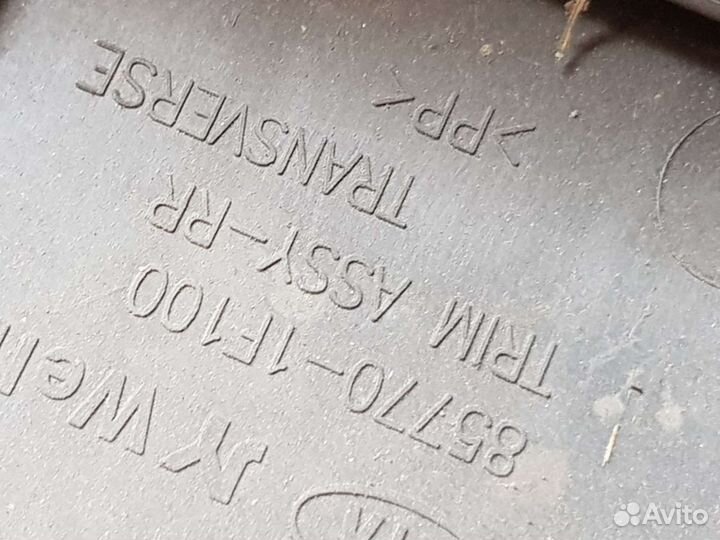 85770-1F100
TRIM ASSY-RR
TRANSVERSE
>PP<
Avito